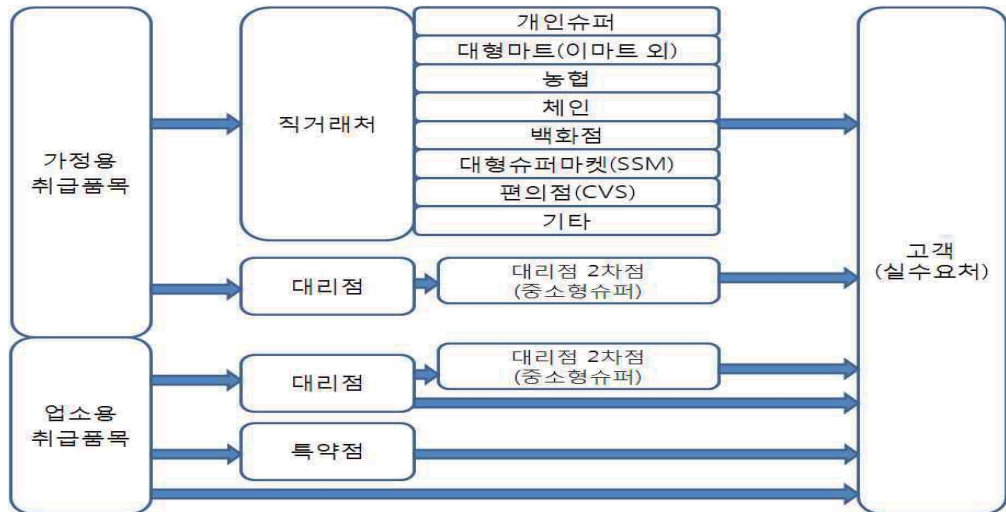 개인슈퍼
대형마트(이마트 외)
농협
체인
백화점
대형슈퍼마켓(SSM)
편의점(CVS)
기타
직거래처
가정용
취급품목
대리점
대리점 2차점
(중소형슈퍼)
고객
(실수요처)
업소용
취급품목
대리점
대리점 2차점
(중소형슈퍼)
특약점